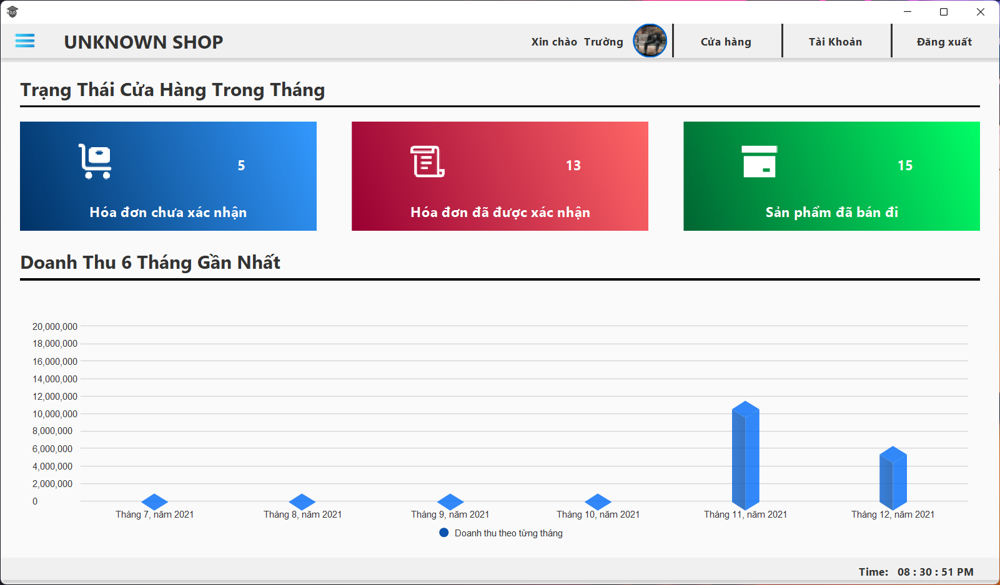 UNKNOWN SHOP
Xin chào Trường
Cửa hàng
Tài Khoản
Đăng xuất
Trạng Thái Cửa Hàng Trong Tháng
5
Hóa đơn chưa xác nhận
13
Hóa đơn đã được xác nhận
15
Sản phẩm đã bán đi
Doanh Thu 6 Tháng Gần Nhất
20,000,000
18,000,000
16,000,000
14,000,000
12,000,000
10,000,000
8,000,000
6,000,000
4,000,000
2,000,000
0
Tháng 7, năm 2021
Tháng 8, năm 2021
Tháng 9, năm 2021
Tháng 10, năm 2021
Tháng 11, năm 2021
Tháng 12, năm 2021
Doanh thu theo từng tháng
Time: 08 : 30 : 51 PM